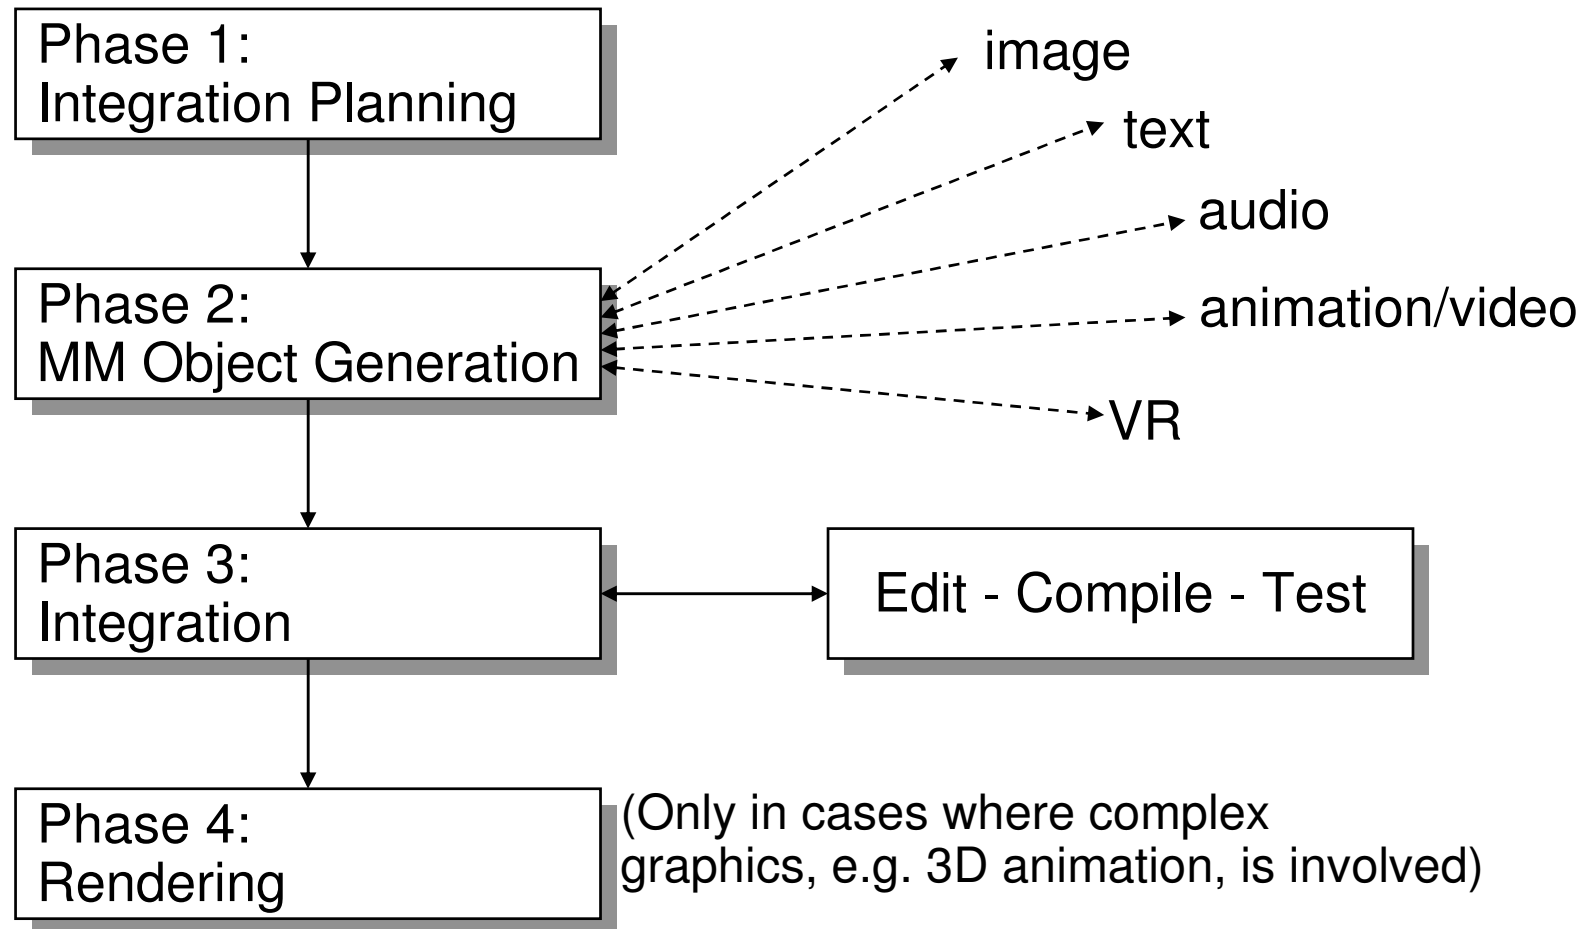 Phase 1:
Integration Planning
image
text
audio
animation/video
VR
Phase 2:
MM Object Generation
Phase 3:
Integration
Edit - Compile - Test
Phase 4:
Rendering
(Only in cases where complex
graphics, e.g. 3D animation, is involved)